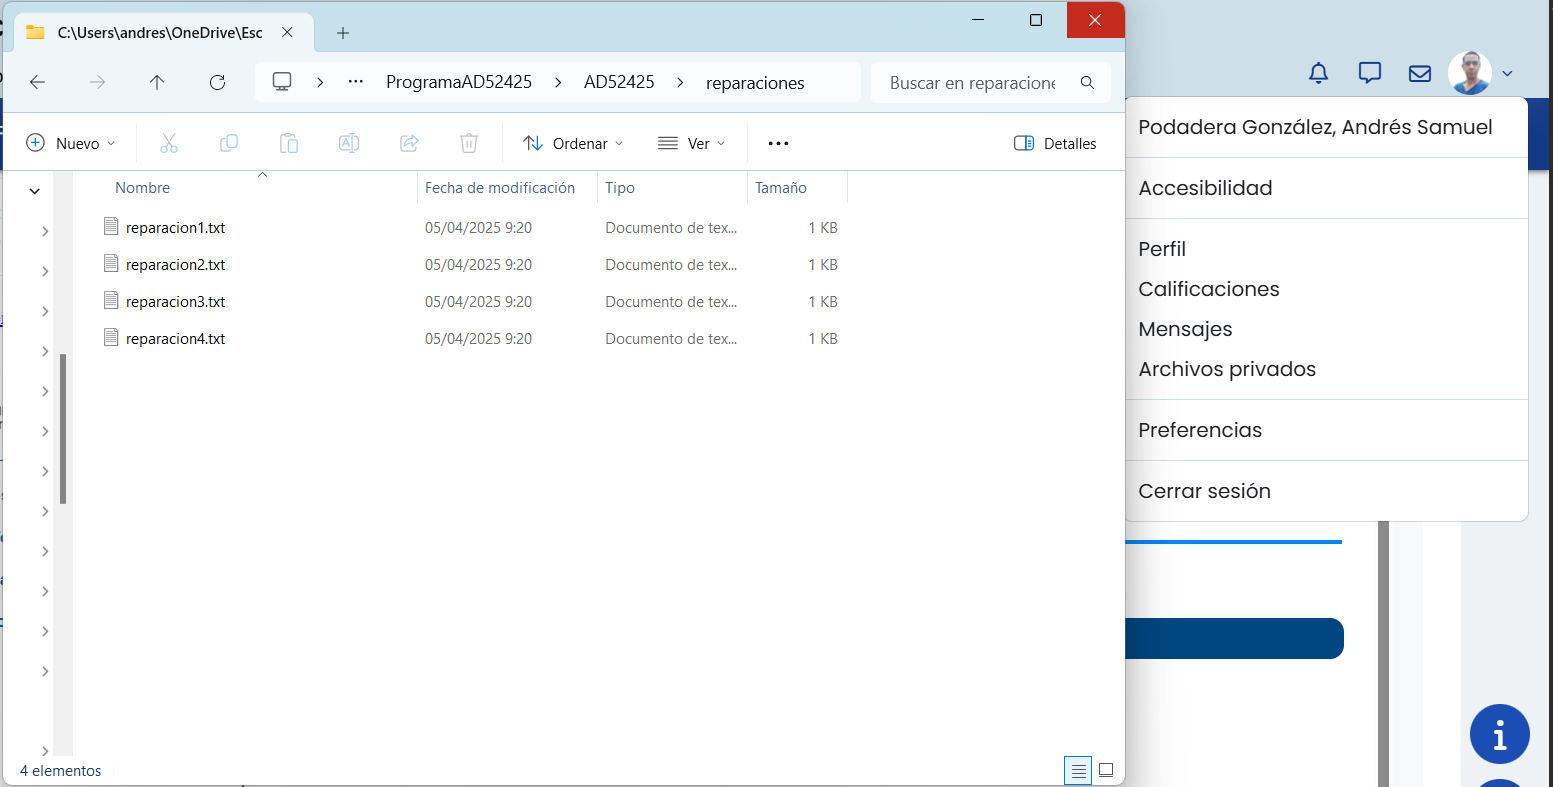 C:\Users\andres\OneDrive\Esc
ProgramaAD52425
AD52425
reparaciones
Buscar en reparacione
Nuevo
Ordenar
Ver
Detalles
Nombre
Fecha de modificación
Tipo
Tamaño
reparacion1.txt 05/04/2025 9:20 Documento de tex... 1 KB
reparacion2.txt 05/04/2025 9:20 Documento de tex... 1 KB
reparacion3.txt 05/04/2025 9:20 Documento de tex... 1 KB
reparacion4.txt 05/04/2025 9:20 Documento de tex... 1 KB
4 elementos
Podadera González, Andrés Samuel
Accesibilidad
Perfil
Calificaciones
Mensajes
Archivos privados
Preferencias
Cerrar sesión